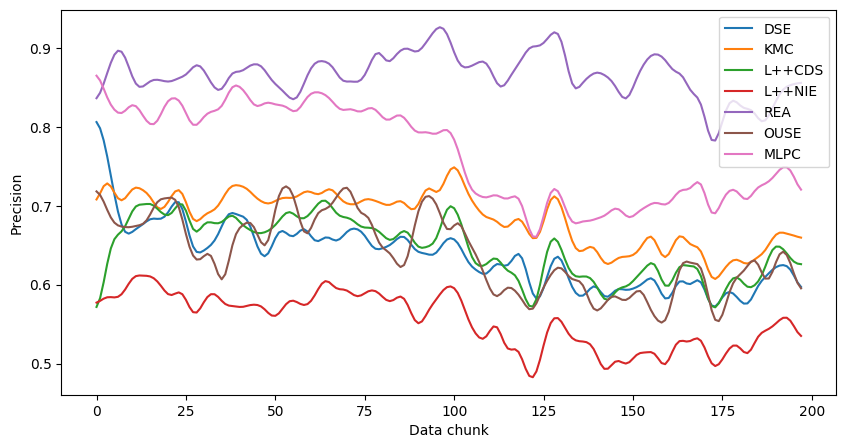 DSE
KMC
L++CDS
L++NIE
REA
OUSE
MLPC
Precision
0.9
0.8
0.7
0.6
0.5
0 25 50 75 100 125 150 175 200
Data chunk